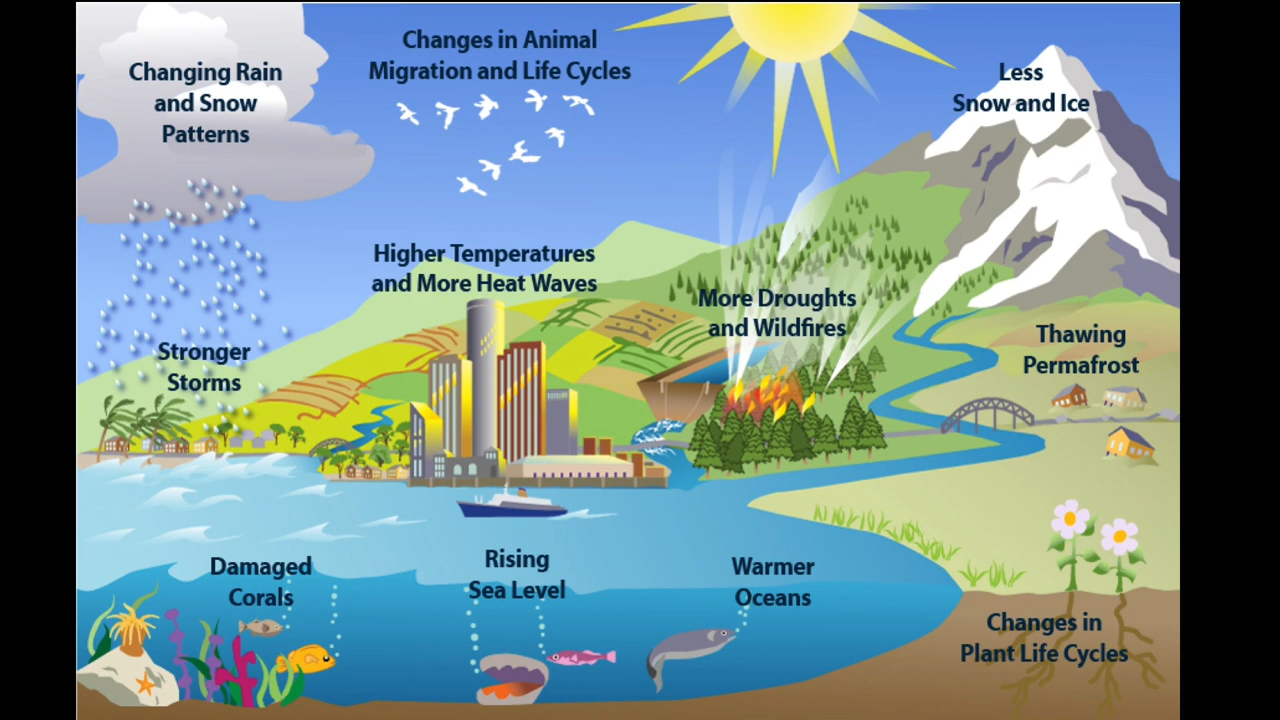 Changing Rain
and Snow
Patterns
Changes in Animal
Migration and Life Cycles
Less
Snow and Ice
Higher Temperatures
and More Heat Waves
More Droughts
and Wildfires
Stronger
Storms
Thawing
Permafrost
Damaged
Corals
Rising
Sea Level
Warmer
Oceans
Changes in
Plant Life Cycles